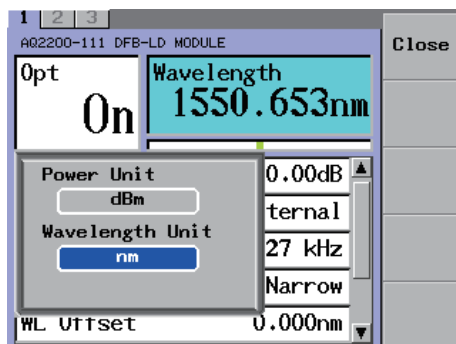 1 2 3
AQ2200-111 DFB-LD MODULE
Close
Opt
On
Wavelength
1550.653nm
Power Unit
dBm
Wavelength Unit
nm
0.00dB
ternal
27 kHz
Narrow
WL Offset 0.000nm